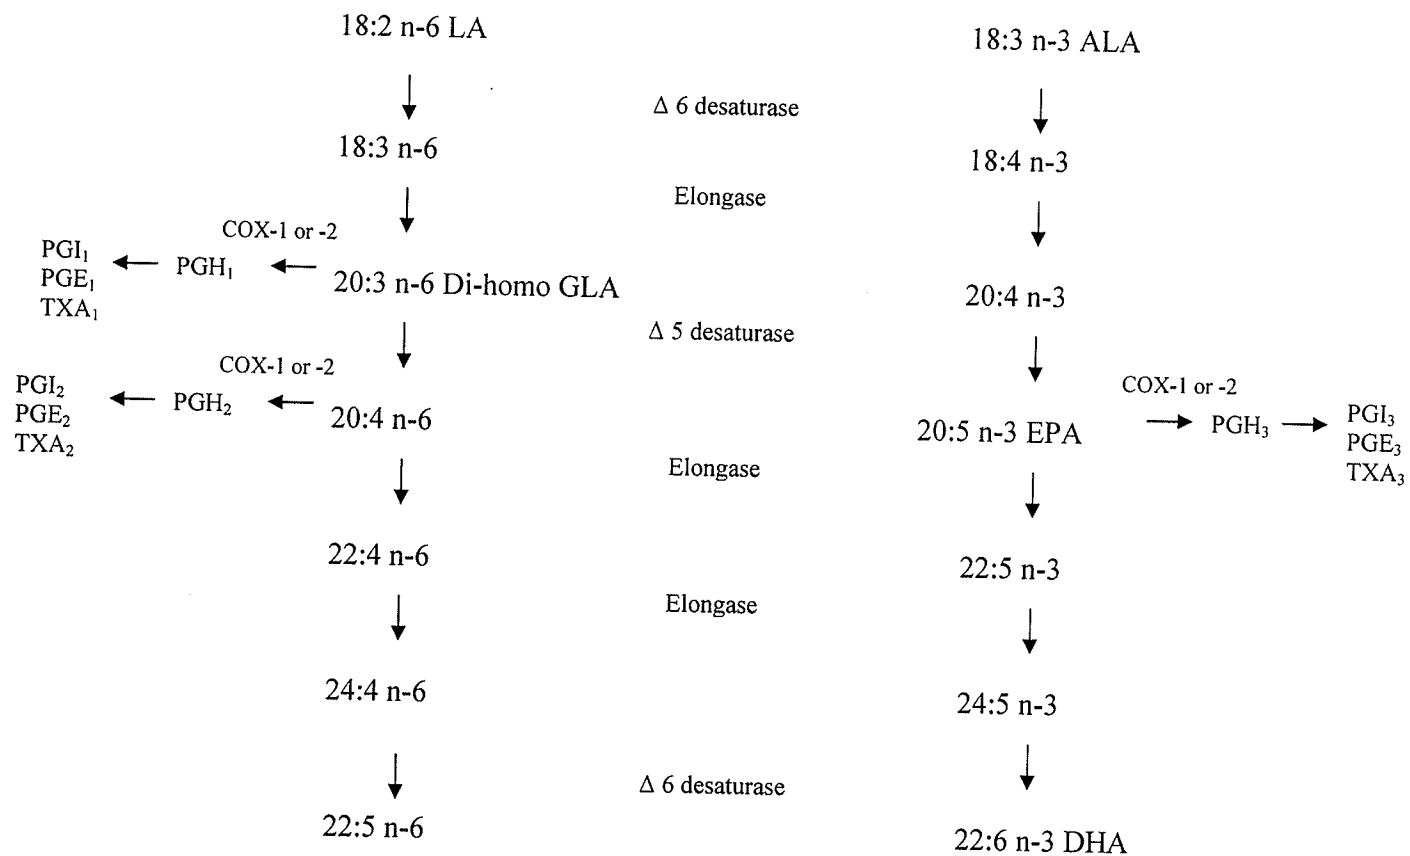 18:2 n-6 LA
18:3 n-3 ALA
Δ 6 desaturase
18:3 n-6
18:4 n-3
Elongase
COX-1 or -2
PGI₁
PGE₁
TXA₁
PGH₁
20:3 n-6 Di-homo GLA
20:4 n-3
Δ 5 desaturase
COX-1 or -2
PGI₂
PGE₂
TXA₂
PGH₂
20:4 n-6
20:5 n-3 EPA
COX-1 or -2
PGH₃
PGI₃
PGE₃
TXA₃
Elongase
22:4 n-6
22:5 n-3
Elongase
24:4 n-6
24:5 n-3
Δ 6 desaturase
22:5 n-6
22:6 n-3 DHA